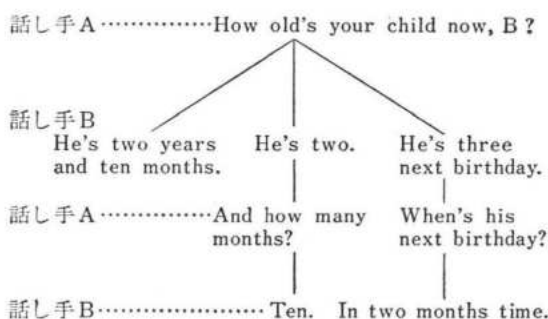 話し手A…………How old's your child now, B?
話し手B
He's two years He's two. He's three
and ten months. next birthday.
話し手A…………And how many When's his
months? next birthday?
話し手B……………………Ten. In two months time.